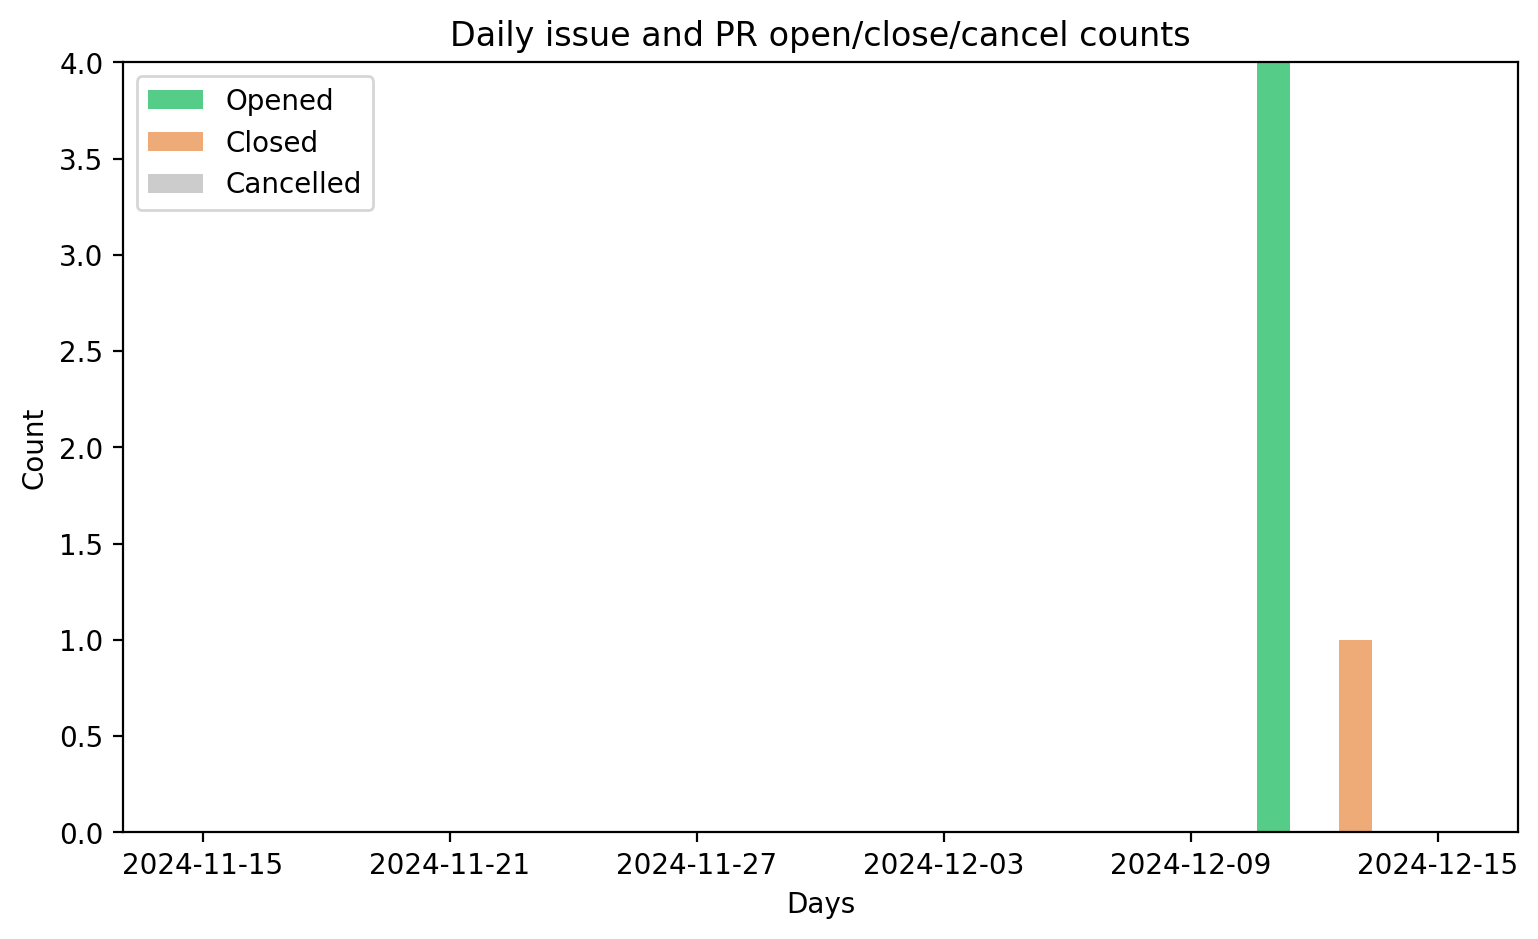 Daily issue and PR open/close/cancel counts
4.0
3.5
3.0
2.5
2.0
1.5
1.0
0.5
0.0
Count
Opened
Closed
Cancelled
2024-11-15 2024-11-21 2024-11-27 2024-12-03 2024-12-09 2024-12-15
Days